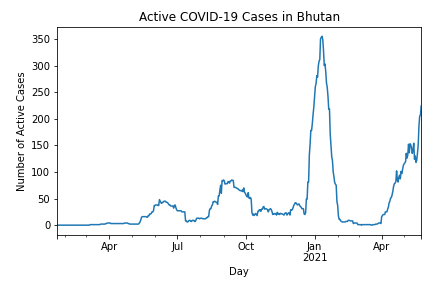 Active COVID-19 Cases in Bhutan
Number of Active Cases
350
300
250
200
150
100
50
0
Apr
Jul
Oct
Jan
2021
Apr
Day